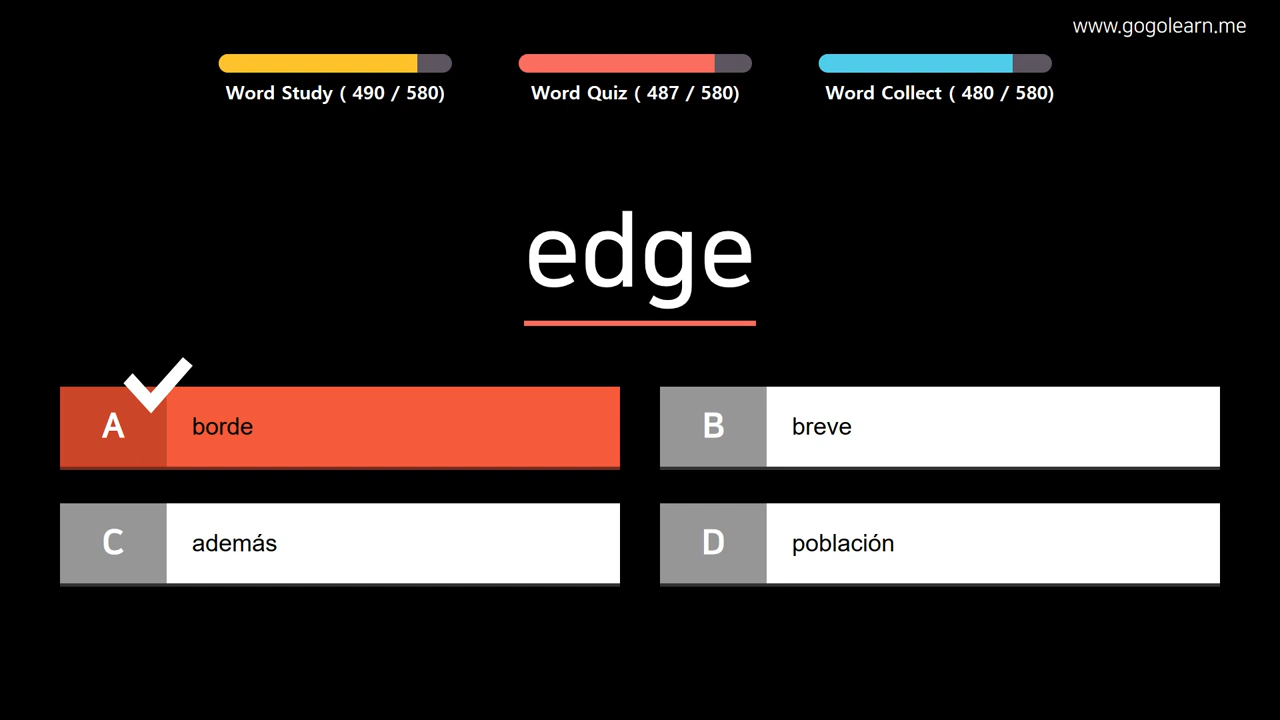 www.gogolearn.me
Word Study ( 490 / 580)
Word Quiz ( 487 / 580)
Word Collect ( 480 / 580)
edge
A borde
B breve
C además
D población